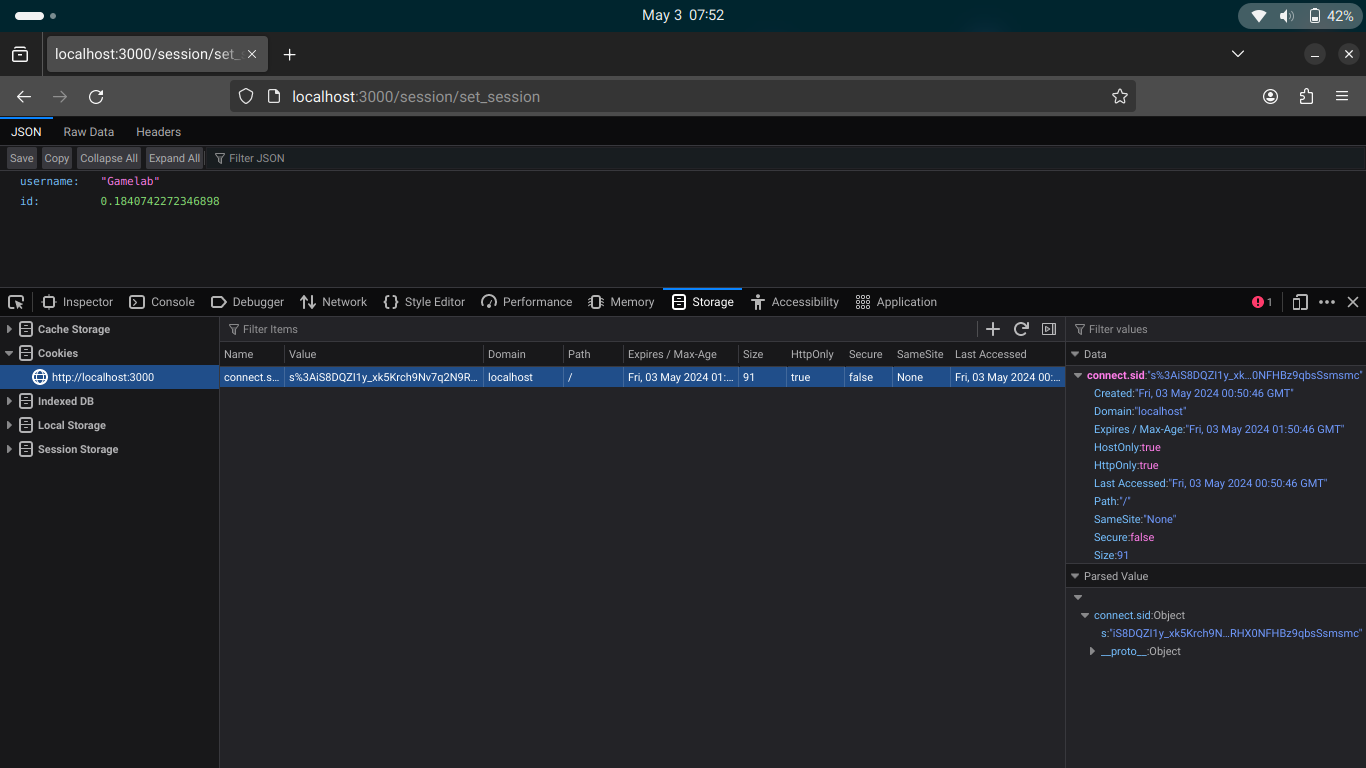 May 3 07:52
42%
localhost:3000/session/set_
localhost:3000/session/set_session
JSON Raw Data Headers
Save Copy Collapse All Expand All Filter JSON
username: "Gamelab"
id: 0.1840742272346898
Inspector Console Debugger Network Style Editor Performance Memory Storage Accessibility Application 1
Cache Storage
Cookies
http://localhost:3000
Indexed DB
Local Storage
Session Storage
Filter Items
Name Value Domain Path Expires / Max-Age Size HttpOnly Secure SameSite Last Accessed
connect.s... s%3AiS8DQZI1y_xk5Krch9Nv7q2N9R... localhost / Fri, 03 May 2024 01:... 91 true false None Fri, 03 May 2024 00:...
Filter values
Data
connect.sid:"s%3AiS8DQZI1y_xk...0NFHBz9qbsSsmsmc"
Created:"Fri, 03 May 2024 00:50:46 GMT"
Domain:"localhost"
Expires / Max-Age:"Fri, 03 May 2024 01:50:46 GMT"
HostOnly:true
HttpOnly:true
Last Accessed:"Fri, 03 May 2024 00:50:46 GMT"
Path:"/"
SameSite:"None"
Secure:false
Size:91
Parsed Value
connect.sid:Object
s:"iS8DQZI1y_xk5Krch9N...RHX0NFHBz9qbsSsmsmc"
__proto__:Object